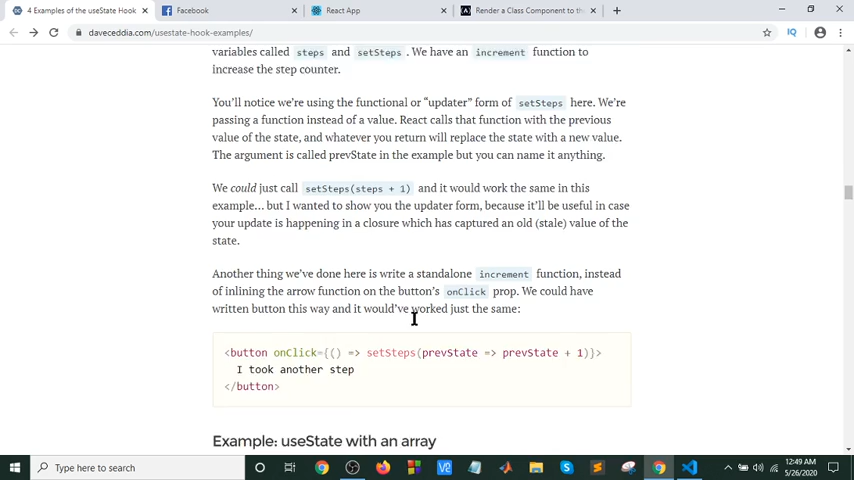 4 Examples of the useState Hook
Facebook
React App
Render a Class Component to the
daveceddia.com/usestate-hook-examples/
variables called steps and setSteps . We have an increment function to
increase the step counter.
You’ll notice we’re using the functional or “updater” form of setSteps here. We’re
passing a function instead of a value. React calls that function with the previous
value of the state, and whatever you return will replace the state with a new value.
The argument is called prevState in the example but you can name it anything.
We could just call setSteps(steps + 1) and it would work the same in this
example… but I wanted to show you the updater form, because it’ll be useful in case
your update is happening in a closure which has captured an old (stale) value of the
state.
Another thing we’ve done here is write a standalone increment function, instead
of inlining the arrow function on the button’s onClick prop. We could have
written button this way and it would’ve worked just the same:
<button onClick={() => setSteps(prevState => prevState + 1)}>
I took another step
</button>
Example: useState with an array
Type here to search
12:49 AM
5/26/2020